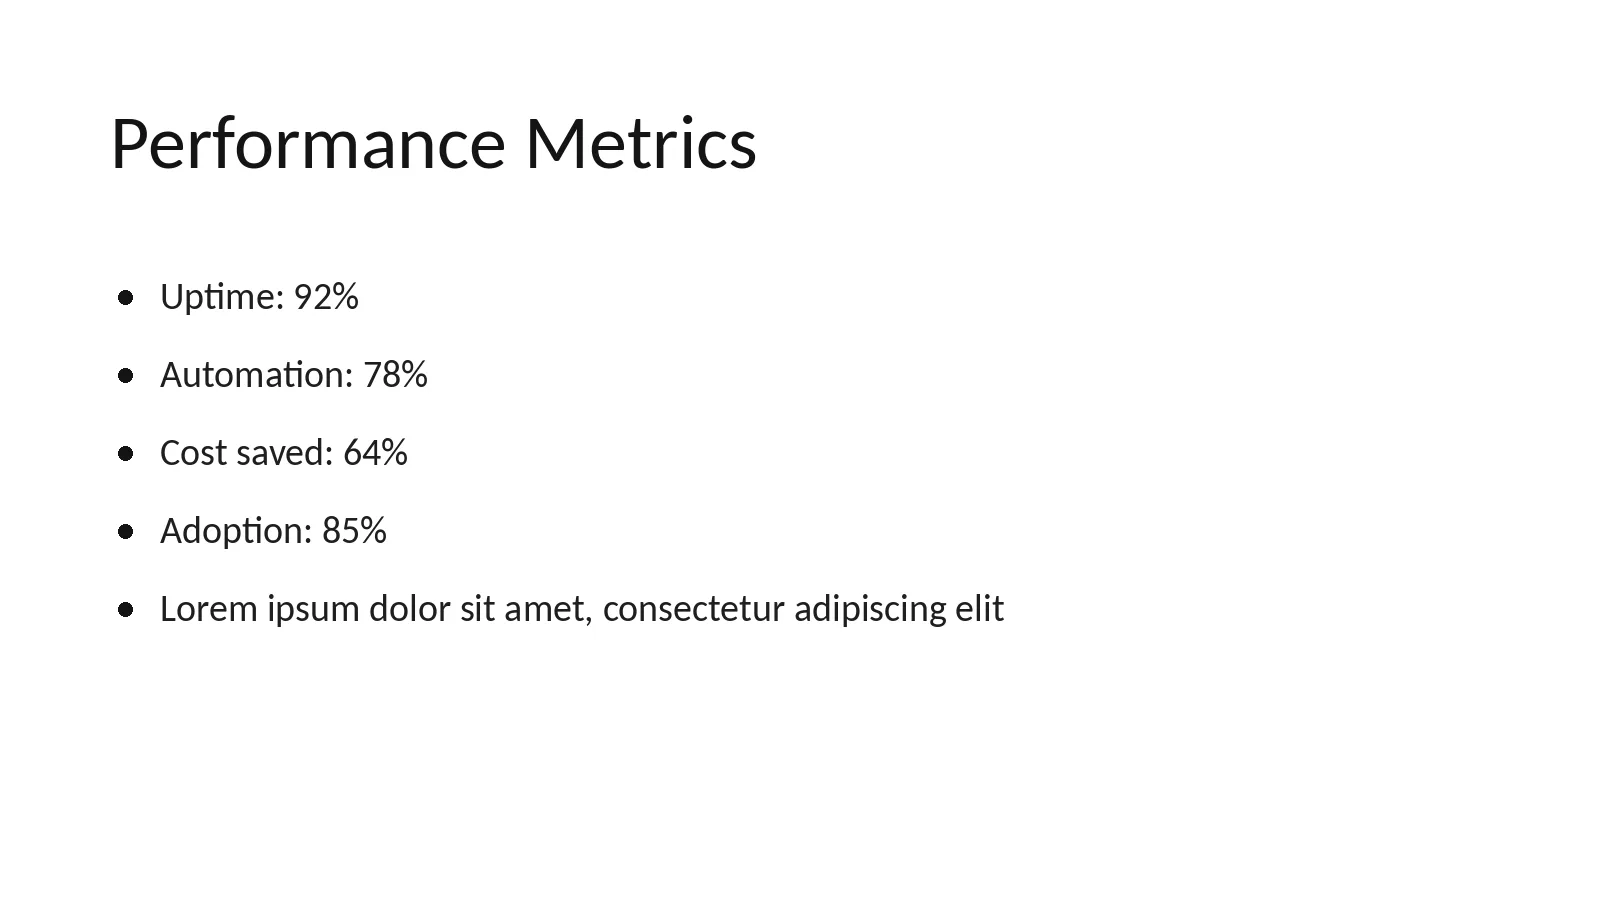 Performance Metrics
• Uptime: 92%
• Automation: 78%
• Cost saved: 64%
• Adoption: 85%
• Lorem ipsum dolor sit amet, consectetur adipiscing elit